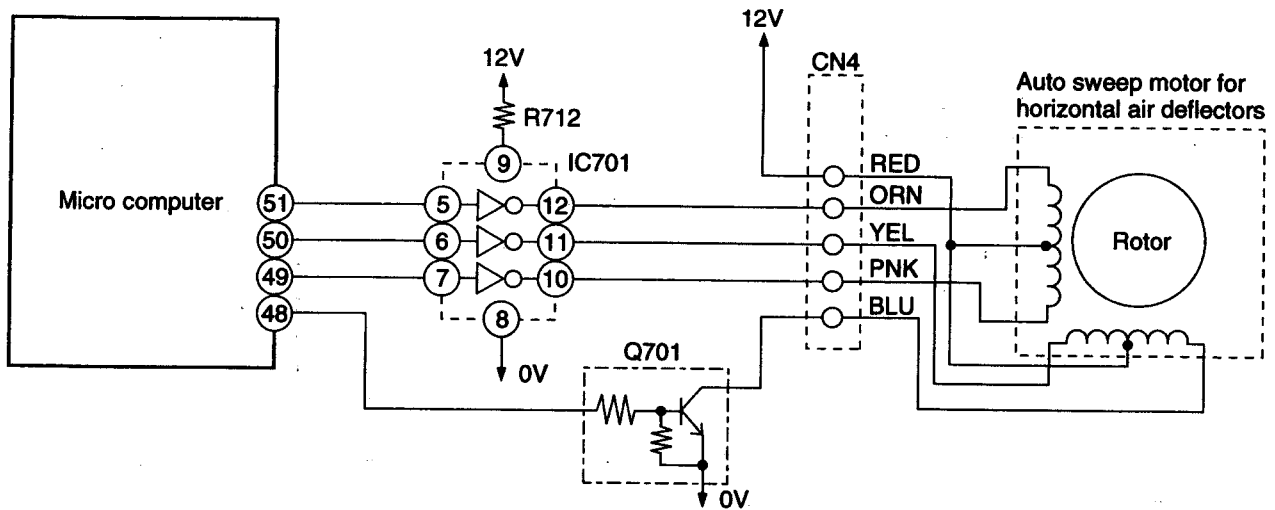 12V
CN4
12V
R712
Auto sweep motor for
horizontal air deflectors
9
IC701
RED
Micro computer
51
5
12
ORN
50
6
11
YEL
Rotor
49
7
10
PNK
48
8
BLU
0V
Q701
0V